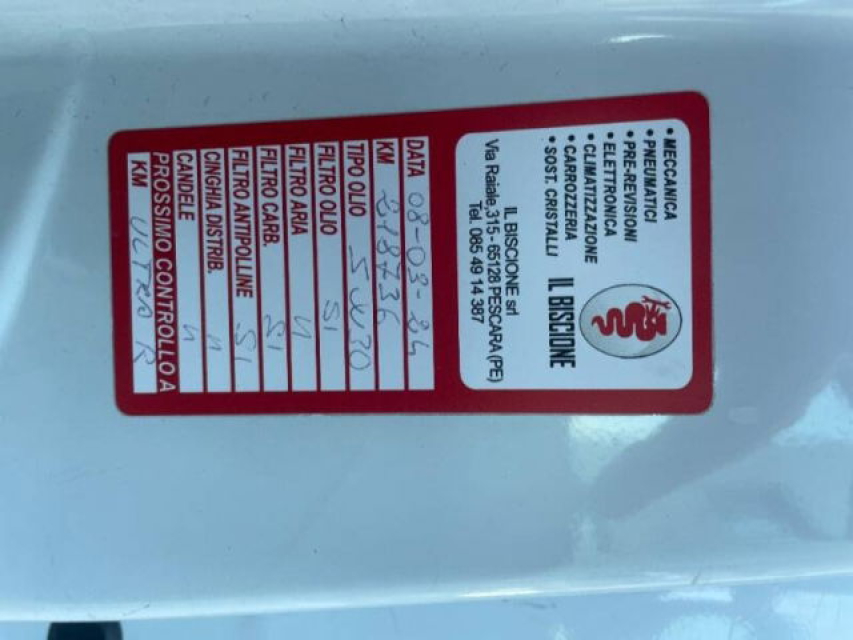 • MECCANICA
• PNEUMATICI
• PRE-REVISIONI
• ELETTRONICA
• CLIMATIZZAZIONE
• CARROZZERIA
• SOST. CRISTALLI
IL BISCIONE
IL BISCIONE srl
Via Raiale, 315 - 65128 PESCARA (PE)
Tel. 085 49 14 387
DATA 08-03-24
KM 218736
TIPO OLIO 5W30
FILTRO OLIO SI
FILTRO ARIA N
FILTRO CARB. SI
FILTRO ANTIPOLLINE SI
CINGHIA DISTRIB. N
CANDELE N
PROSSIMO CONTROLLO A
KM ULTRA R